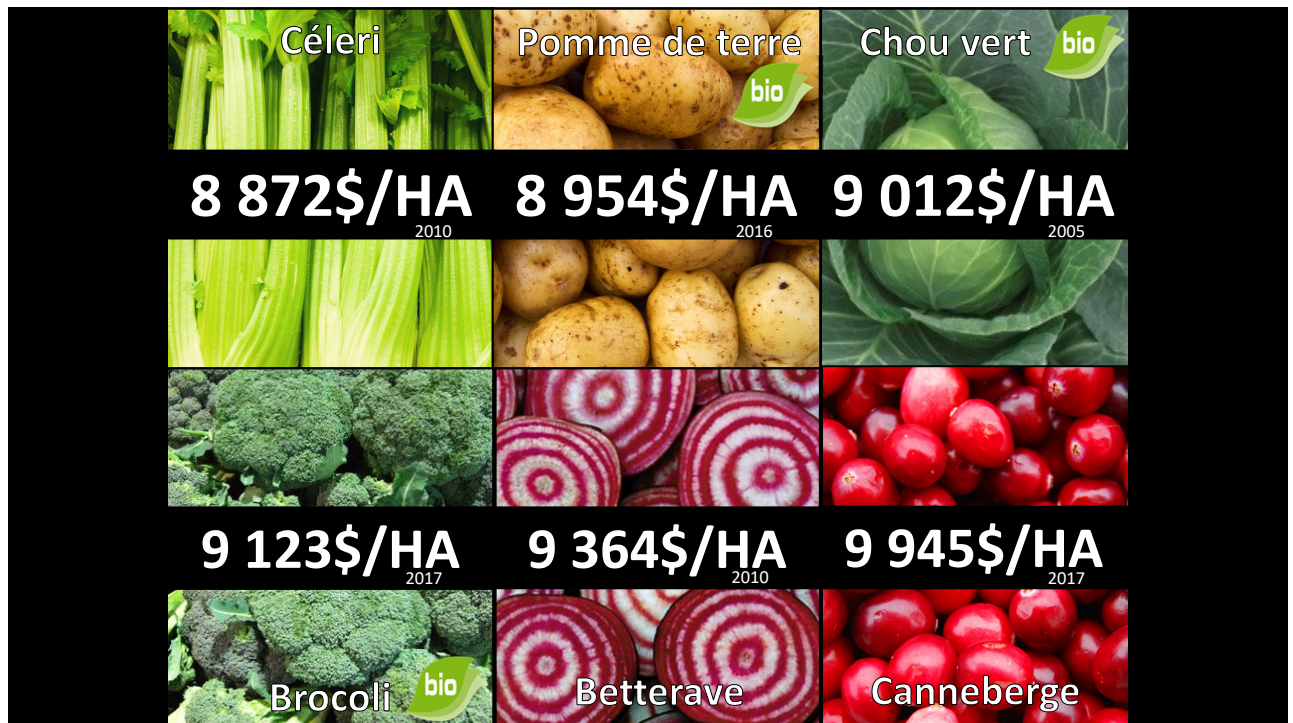 Céleri
Pomme de terre
bio
Chou vert
bio
8 872$/HA
2010
8 954$/HA
2016
9 012$/HA
2005
9 123$/HA
2017
9 364$/HA
2010
9 945$/HA
2017
Brocoli
bio
Betterave
Canneberge